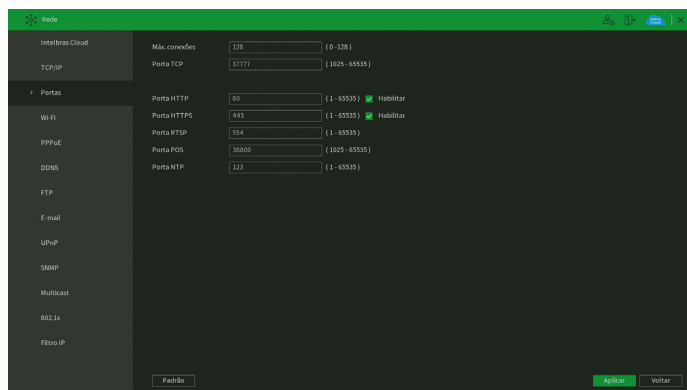 Rede
Intelbras Cloud
TCP/IP
Portas
Wi-Fi
PPPoE
DDNS
FTP
E-mail
UPnP
SNMP
Multicast
802.1x
Filtro IP
Máx. conexões 128 ( 0 -128 )
Porta TCP 37777 ( 1025 - 65535 )
Porta HTTP 80 ( 1 - 65535 ) Habilitar
Porta HTTPS 443 ( 1 - 65535 ) Habilitar
Porta RTSP 554 ( 1 - 65535 )
Porta POS 38800 ( 1025 - 65535 )
Porta NTP 123 ( 1 - 65535 )
Padrão Aplicar Voltar